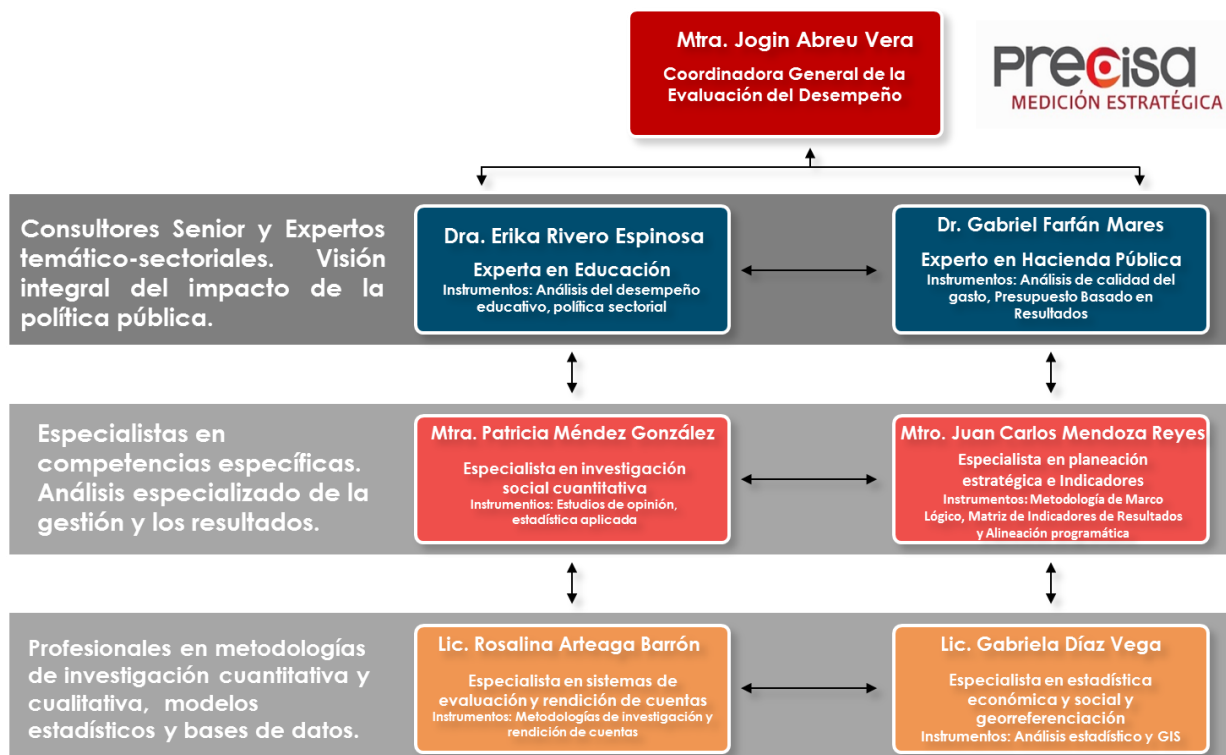 Mtra. Jogin Abreu Vera
Coordinadora General de la
Evaluación del Desempeño
Precisa
MEDICIÓN ESTRATÉGICA
Consultores Senior y Expertos
temático-sectoriales. Visión
integral del impacto de la
política pública.
Dra. Erika Rivero Espinosa
Experta en Educación
Instrumentos: Análisis del desempeño
educativo, política sectorial
Dr. Gabriel Farfán Mares
Experto en Hacienda Pública
Instrumentos: Análisis de calidad del
gasto, Presupuesto Basado en
Resultados
Especialistas en
competencias específicas.
Análisis especializado de la
gestión y los resultados.
Mtra. Patricia Méndez González
Especialista en investigación
social cuantitativa
Instrumentios: Estudios de opinión,
estadística aplicada
Mtro. Juan Carlos Mendoza Reyes
Especialista en planeación
estratégica e Indicadores
Instrumentos: Metodología de Marco
Lógico, Matriz de Indicadores de Resultados
y Alineación programática
Profesionales en metodologías
de investigación cuantitativa y
cualitativa, modelos
estadísticos y bases de datos.
Lic. Rosalina Arteaga Barrón
Especialista en sistemas de
evaluación y rendición de cuentas
Instrumentos: Metodologías de investigación y
rendición de cuentas
Lic. Gabriela Díaz Vega
Especialista en estadística
económica y social y
georreferenciación
Instrumentos: Análisis estadístico y GIS